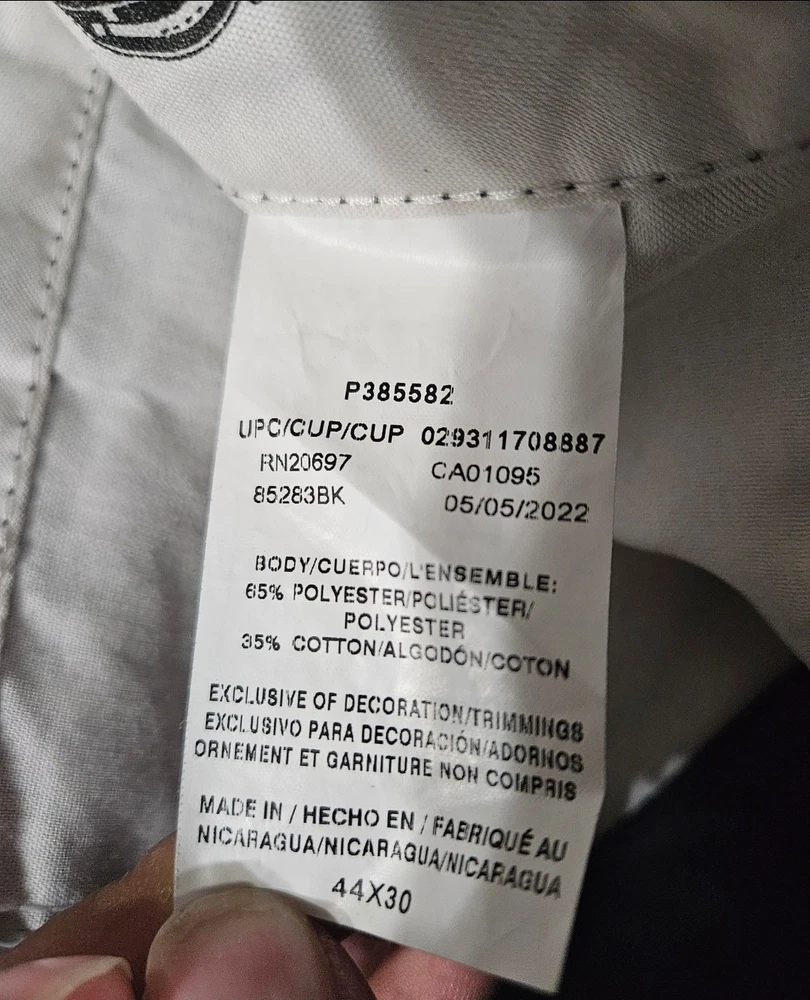 P385582
UPC/CUP/CUP 029311708887
RN20697 CA01095
85283BK 05/05/2022
BODY/CUERPO/L'ENSEMBLE:
65% POLYESTER/POLIÉSTER/
POLYESTER
35% COTTON/ALGODÓN/COTON
EXCLUSIVE OF DECORATION/TRIMMINGS
EXCLUSIVO PARA DECORACIÓN/ADORNOS
ORNEMENT ET GARNITURE NON COMPRIS
MADE IN / HECHO EN / FABRIQUÉ AU
NICARAGUA/NICARAGUA/NICARAGUA
44X30